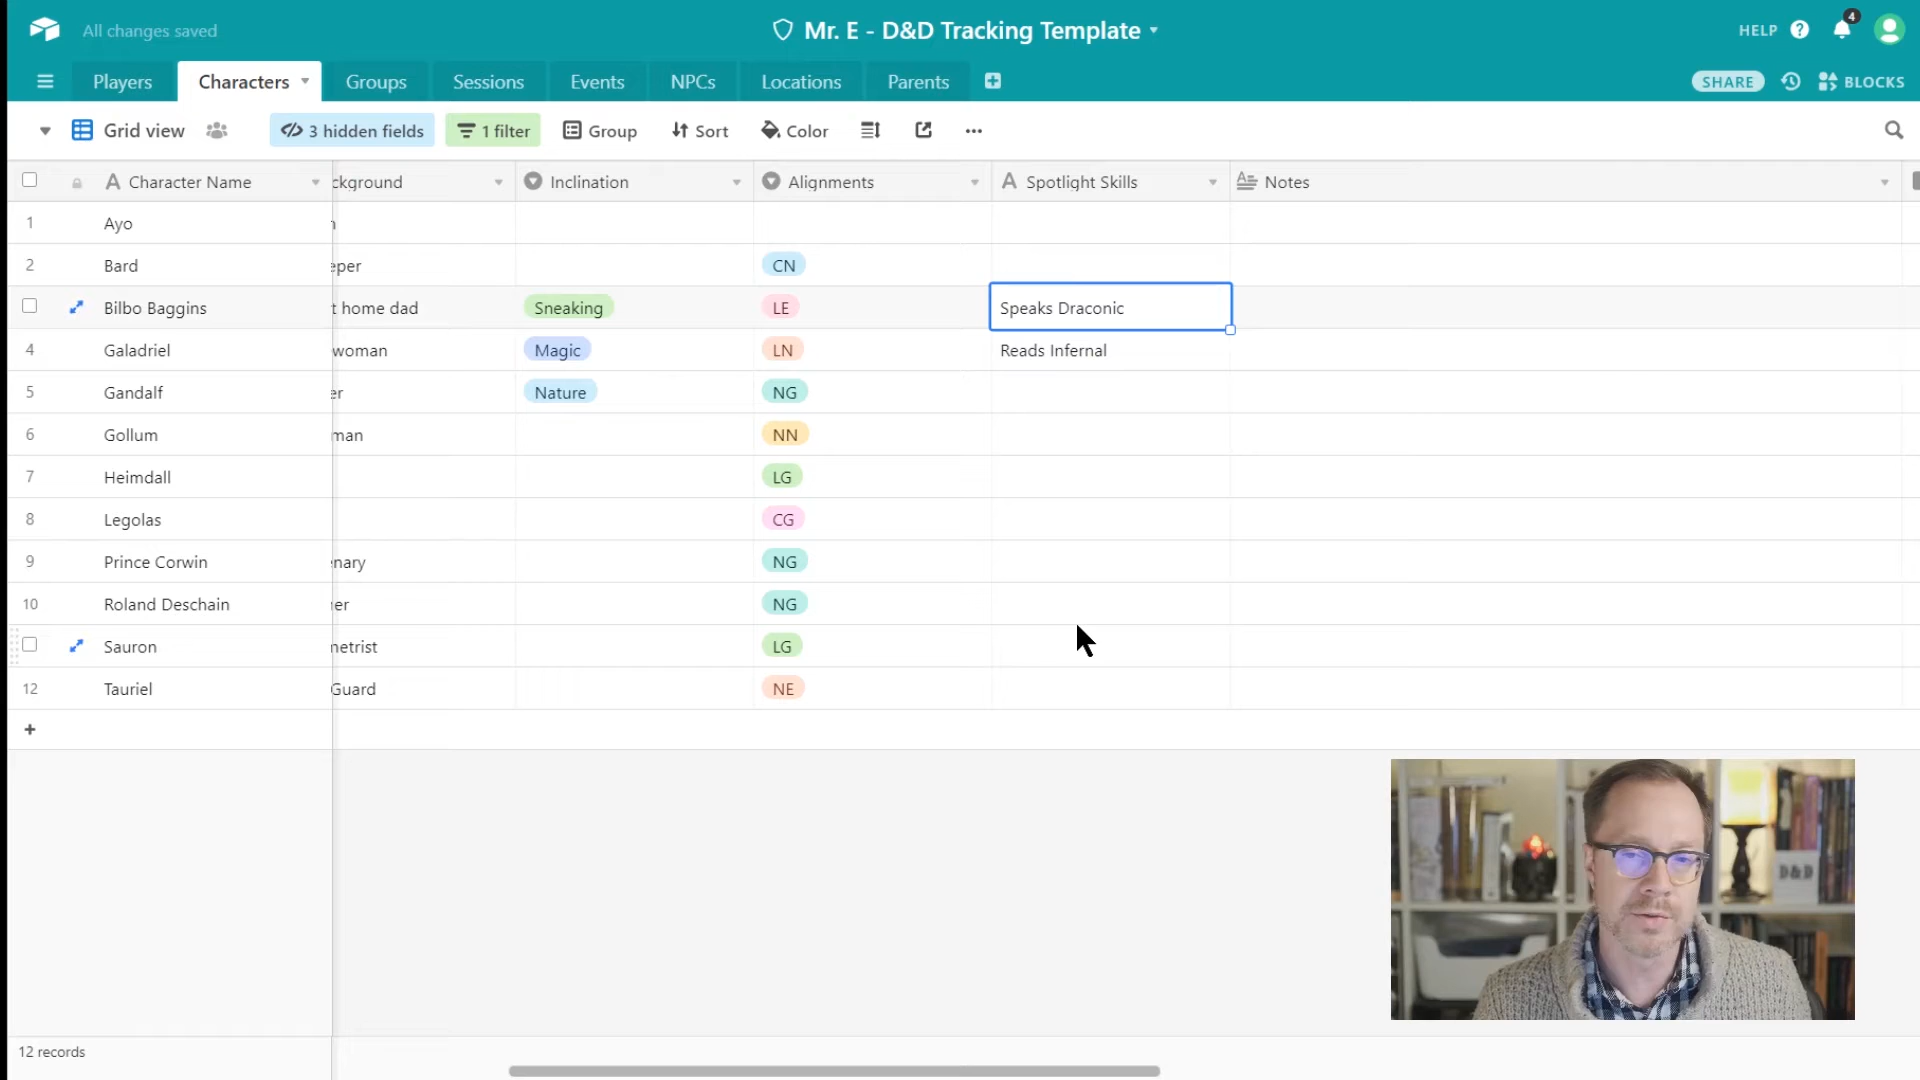 All changes saved
Mr. E - D&D Tracking Template
HELP
4
Players
Characters
Groups
Sessions
Events
NPCs
Locations
Parents
SHARE
BLOCKS
Grid view
3 hidden fields
1 filter
Group
Sort
Color
Character Name
ckground
Inclination
Alignments
Spotlight Skills
Notes
1 Ayo
2 Bard eper CN
Bilbo Baggins t home dad Sneaking LE Speaks Draconic
4 Galadriel woman Magic LN Reads Infernal
5 Gandalf er Nature NG
6 Gollum man NN
7 Heimdall LG
8 Legolas CG
9 Prince Corwin enary NG
10 Roland Deschain er NG
Sauron netrist LG
12 Tauriel Guard NE
12 records
D&D